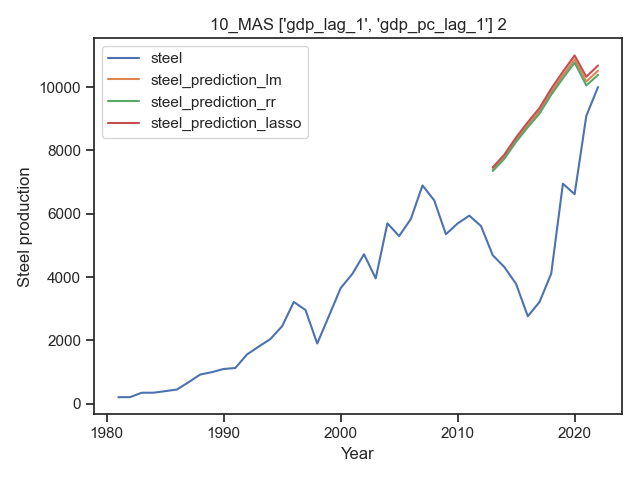 10_MAS ['gdp_lag_1', 'gdp_pc_lag_1'] 2
steel
steel_prediction_lm
steel_prediction_rr
steel_prediction_lasso
Steel production
10000
8000
6000
4000
2000
0
1980
1990
2000
2010
2020
Year